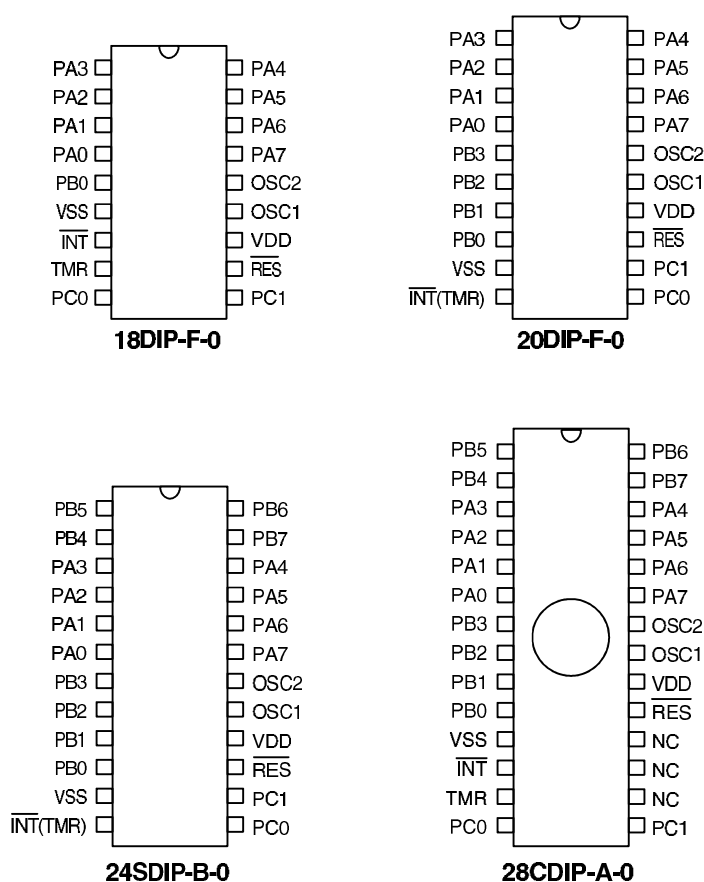 PA3 PA4
PA2 PA5
PA1 PA6
PA0 PA7
PB0 OSC2
VSS OSC1
INT VDD
TMR RES
PC0 PC1
18DIP-F-0
PA3 PA4
PA2 PA5
PA1 PA6
PA0 PA7
PB3 OSC2
PB2 OSC1
PB1 VDD
PB0 RES
VSS PC1
INT(TMR) PC0
20DIP-F-0
PB5 PB6
PB4 PB7
PA3 PA4
PA2 PA5
PA1 PA6
PA0 PA7
PB3 OSC2
PB2 OSC1
PB1 VDD
PB0 RES
VSS PC1
INT(TMR) PC0
24SDIP-B-0
PB5 PB6
PB4 PB7
PA3 PA4
PA2 PA5
PA1 PA6
PA0 PA7
PB3 OSC2
PB2 OSC1
PB1 VDD
PB0 RES
VSS NC
INT NC
TMR NC
PC0 PC1
28CDIP-A-0